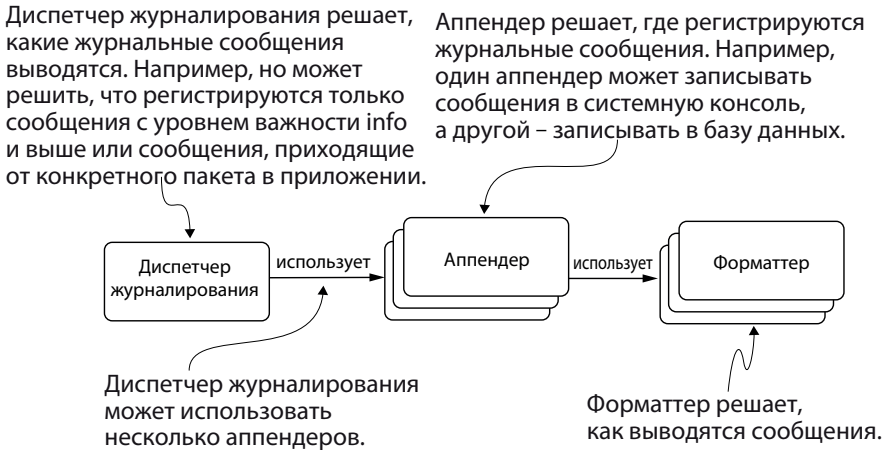 Диспетчер журналирования решает,
какие журнальные сообщения
выводятся. Например, но может
решить, что регистрируются только
сообщения с уровнем важности info
и выше или сообщения, приходящие
от конкретного пакета в приложении.
Аппендер решает, где регистрируются
журнальные сообщения. Например,
один аппендер может записывать
сообщения в системную консоль,
а другой – записывать в базу данных.
Диспетчер
журналирования
использует
Аппендер
использует
Форматтер
Диспетчер журналирования
может использовать
несколько аппендеров.
Форматтер решает,
как выводятся сообщения.